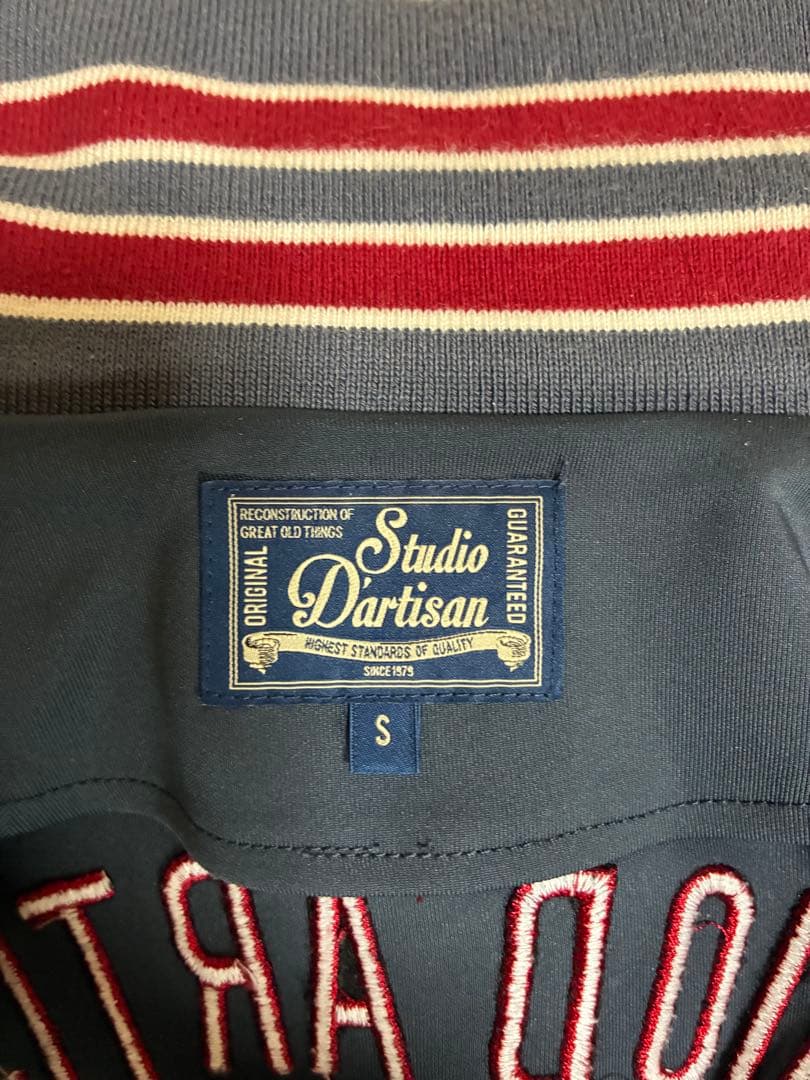 RECONSTRUCTION OF
GREAT OLD THINGS
ORIGINAL
Studio
D'artisan
GUARANTEED
HIGHEST STANDARDS OF QUALITY
SINCE 1979
S